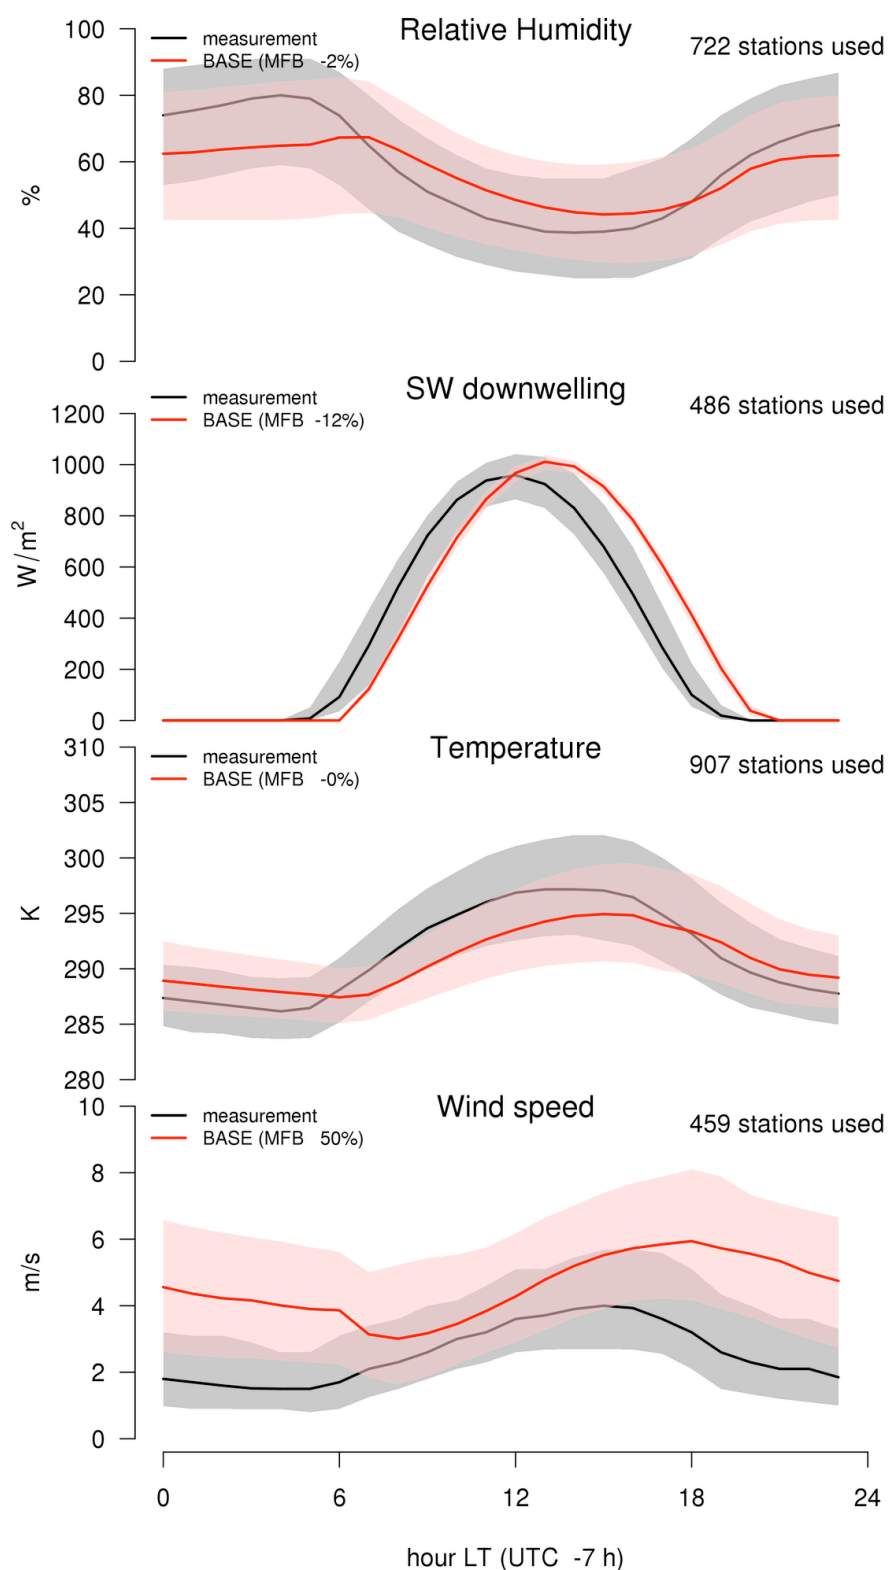 Relative Humidity
measurement
BASE (MFB -2%)
722 stations used
100
80
60
40
20
0
%
SW downwelling
measurement
BASE (MFB -12%)
486 stations used
1200
1000
800
600
400
200
0
W/m²
Temperature
measurement
BASE (MFB -0%)
907 stations used
310
305
300
295
290
285
280
K
Wind speed
measurement
BASE (MFB 50%)
459 stations used
10
8
6
4
2
0
m/s
0 6 12 18 24
hour LT (UTC -7 h)